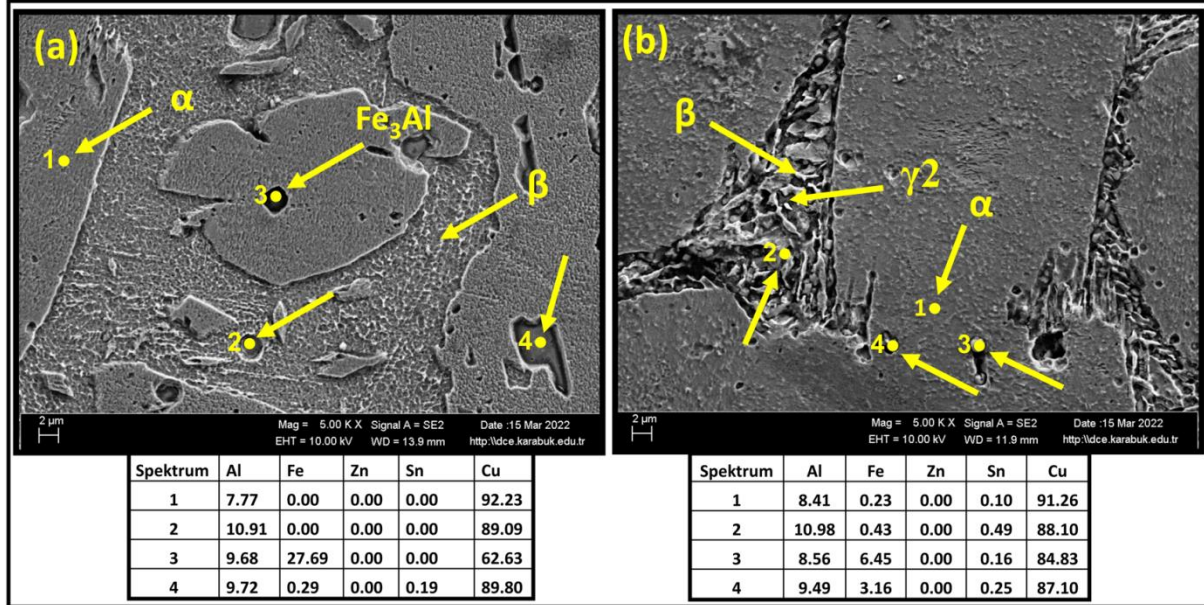 (a)
α
1
Fe₃Al
3
β
2
4
2 µm
Mag = 5.00 K X Signal A = SE2 Date :15 Mar 2022
EHT = 10.00 kV WD = 13.9 mm http:\\dce.karabuk.edu.tr
(b)
β
γ2
α
2
1
4
3
2 µm
Mag = 5.00 K X Signal A = SE2 Date :15 Mar 2022
EHT = 10.00 kV WD = 11.9 mm http:\\dce.karabuk.edu.tr
Spektrum Al Fe Zn Sn Cu
1 7.77 0.00 0.00 0.00 92.23
2 10.91 0.00 0.00 0.00 89.09
3 9.68 27.69 0.00 0.00 62.63
4 9.72 0.29 0.00 0.19 89.80
Spektrum Al Fe Zn Sn Cu
1 8.41 0.23 0.00 0.10 91.26
2 10.98 0.43 0.00 0.49 88.10
3 8.56 6.45 0.00 0.16 84.83
4 9.49 3.16 0.00 0.25 87.10